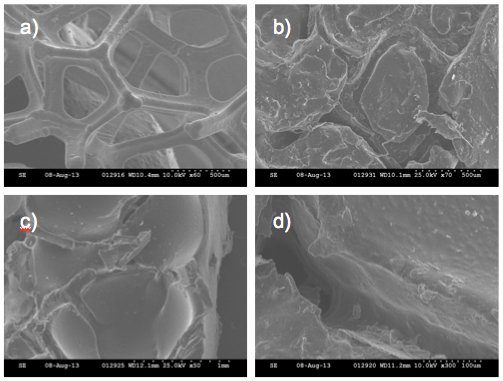 a)
SE 08-Aug-13 012916 WD10.4mm 10.0kV x60 500um
b)
SE 08-Aug-13 012931 WD10.1mm 25.0kV x70 500um
c)
SE 08-Aug-13 012925 WD12.1mm 25.0kV x50 1mm
d)
SE 08-Aug-13 012920 WD11.2mm 10.0kV x300 100um